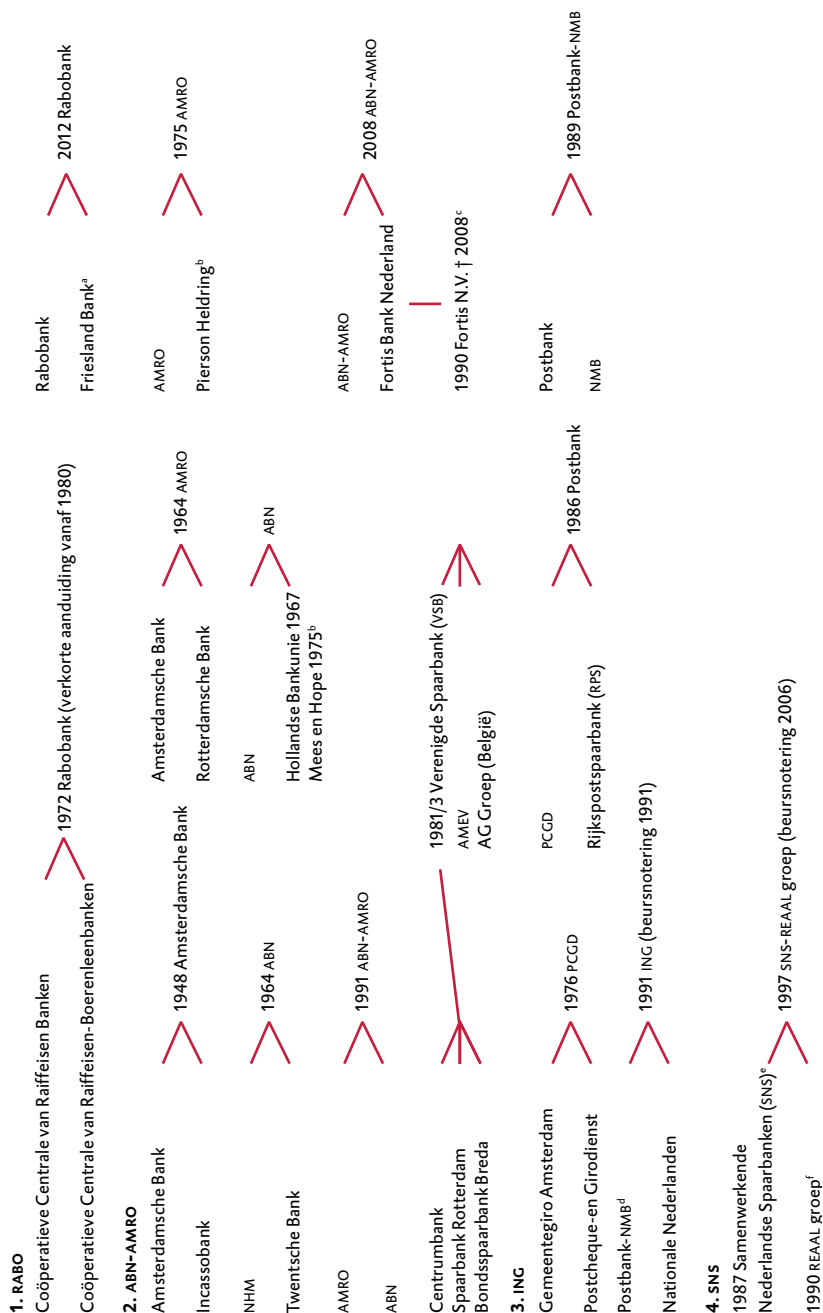 1. RABO
Coöperatieve Centrale van Raiffeisen Banken
Coöperatieve Centrale van Raiffeisen-Boerenleenbanken
1972 Rabobank (verkorte aanduiding vanaf 1980)
Rabobank
Friesland Bankᵃ
2012 Rabobank
2. ABN-AMRO
Amsterdamsche Bank
Incassobank
1948 Amsterdamsche Bank
Amsterdamsche Bank
Rotterdamsche Bank
1964 AMRO
AMRO
Pierson Heldringᵇ
1975 AMRO
NHM
Twentsche Bank
1964 ABN
ABN
Hollandse Bankunie 1967
Mees en Hope 1975ᵇ
ABN
AMRO
ABN
1991 ABN-AMRO
ABN-AMRO
Fortis Bank Nederland
2008 ABN-AMRO
Centrumbank
Spaarbank Rotterdam
Bondsspaarbank Breda
1981/3 Verenigde Spaarbank (VSB)
AMEV
AG Groep (België)
1990 Fortis N.V. † 2008ᶜ
3. ING
Gemeentegiro Amsterdam
Postcheque-en Girodienst
1976 PCGD
PCGD
Rijkspostspaarbank (RPS)
1986 Postbank
Postbank
NMB
1989 Postbank-NMB
Postbank-NMBᵈ
Nationale Nederlanden
1991 ING (beursnotering 1991)
4. SNS
1987 Samenwerkende
Nederlandse Spaarbanken (SNS)ᵉ
1990 REAAL groepᶠ
1997 SNS-REAAL groep (beursnotering 2006)